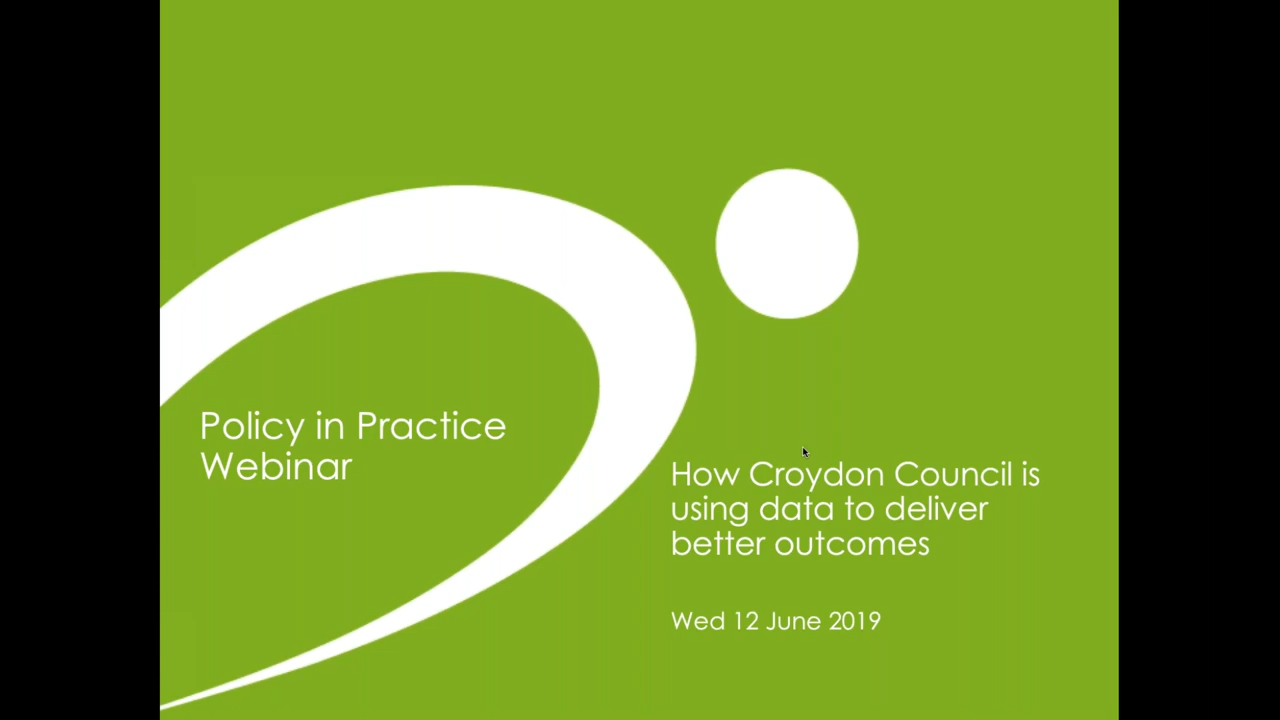 Policy in Practice
Webinar
How Croydon Council is
using data to deliver
better outcomes
Wed 12 June 2019